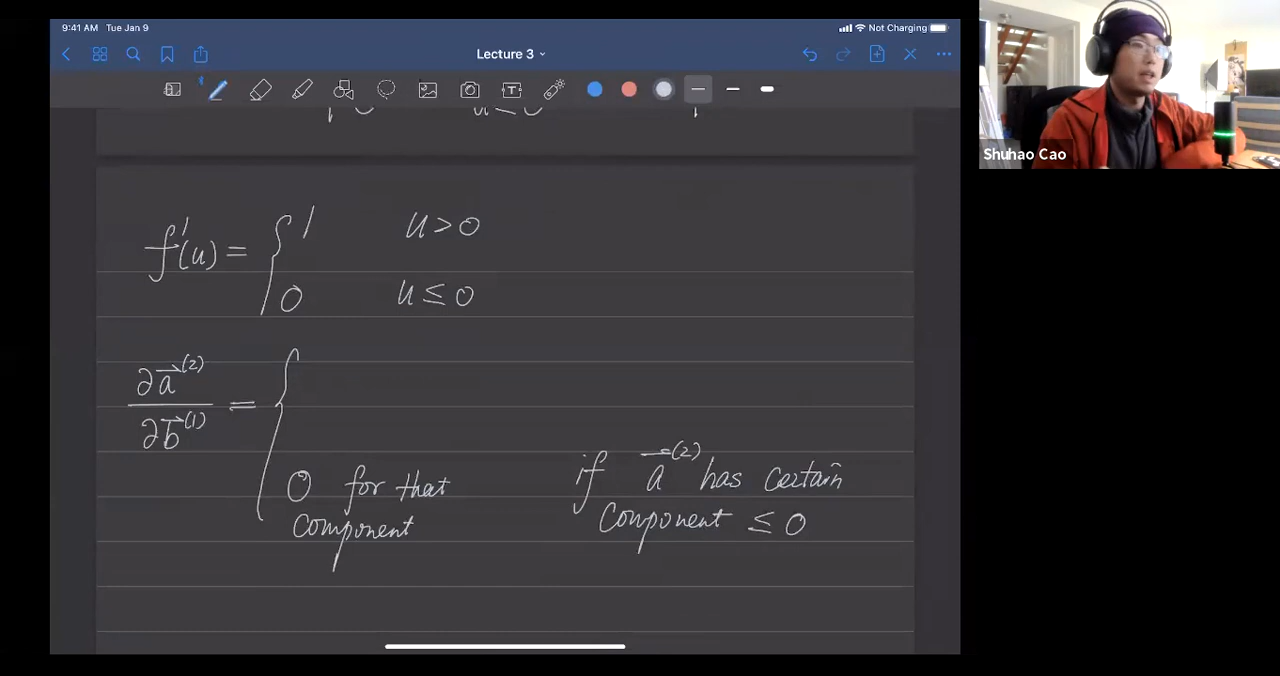 9:41 AM Tue Jan 9
Not Charging
Lecture 3
T
u ≤ 0
f'(u) = { 1 u > 0
0 u ≤ 0
∂a⃗^(2) / ∂b⃗^(1) = {
0 for that component
if a⃗^(2) has certain component ≤ 0
Shuhao Cao